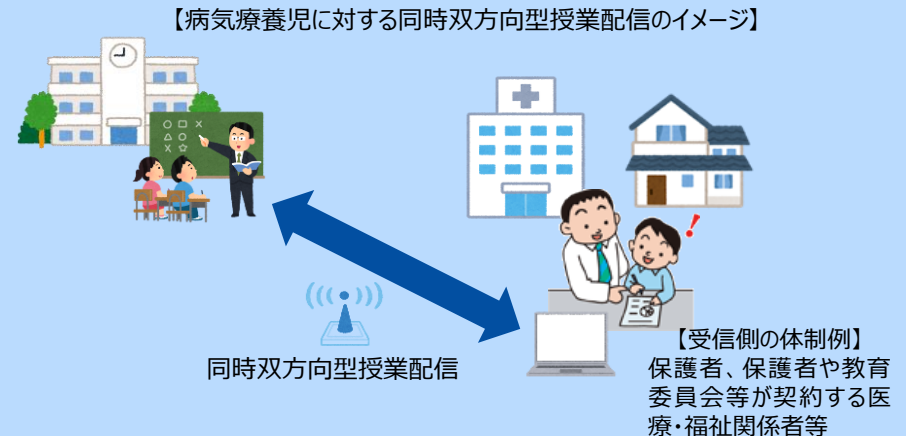 【病気療養児に対する同時双方向型授業配信のイメージ】
同時双方向型授業配信
【受信側の体制例】
保護者、保護者や教育
委員会等が契約する医
療・福祉関係者等